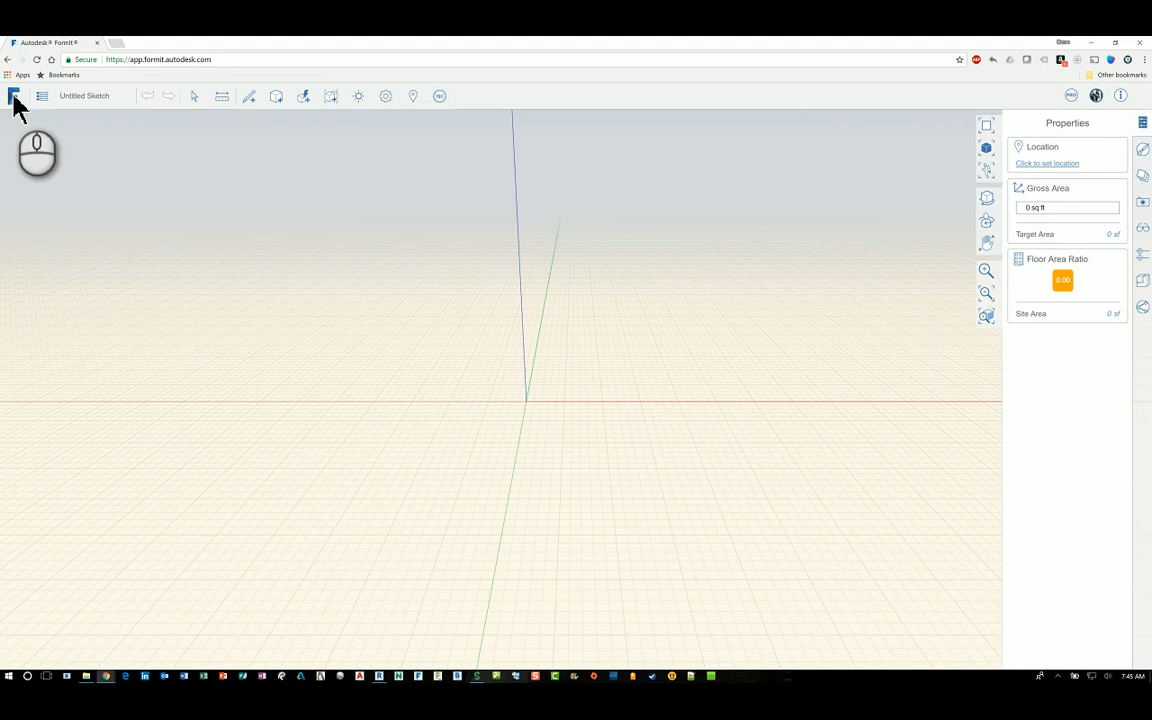 Autodesk® FormIt®
Secure
https://app.formit.autodesk.com
Apps
Bookmarks
Other bookmarks
Untitled Sketch
PRO
Properties
Location
Click to set location
Gross Area
0 sq ft
Target Area
0 sf
Floor Area Ratio
0.00
Site Area
0 sf
7:45 AM